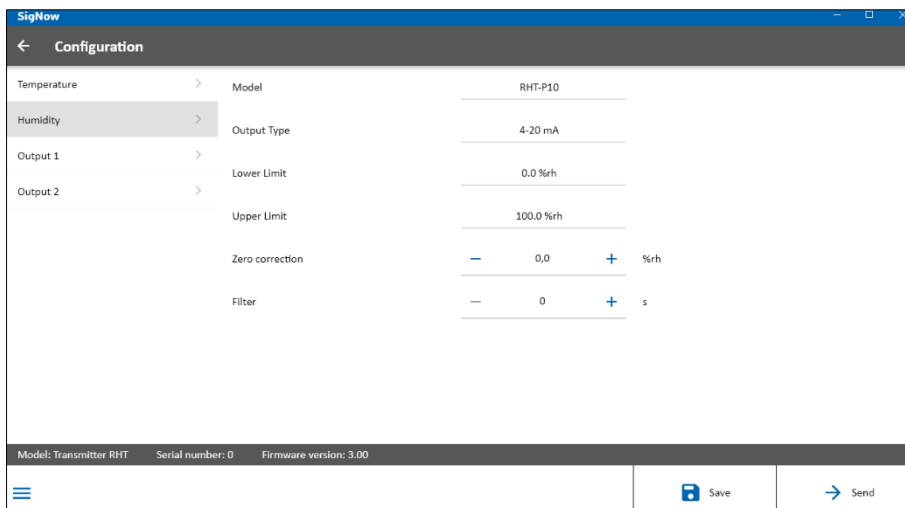 SigNow
Configuration
Temperature
Humidity
Output 1
Output 2
Model RHT-P10
Output Type 4-20 mA
Lower Limit 0.0 %rh
Upper Limit 100.0 %rh
Zero correction − 0,0 + %rh
Filter − 0 + s
Model: Transmitter RHT Serial number: 0 Firmware version: 3.00
Save Send